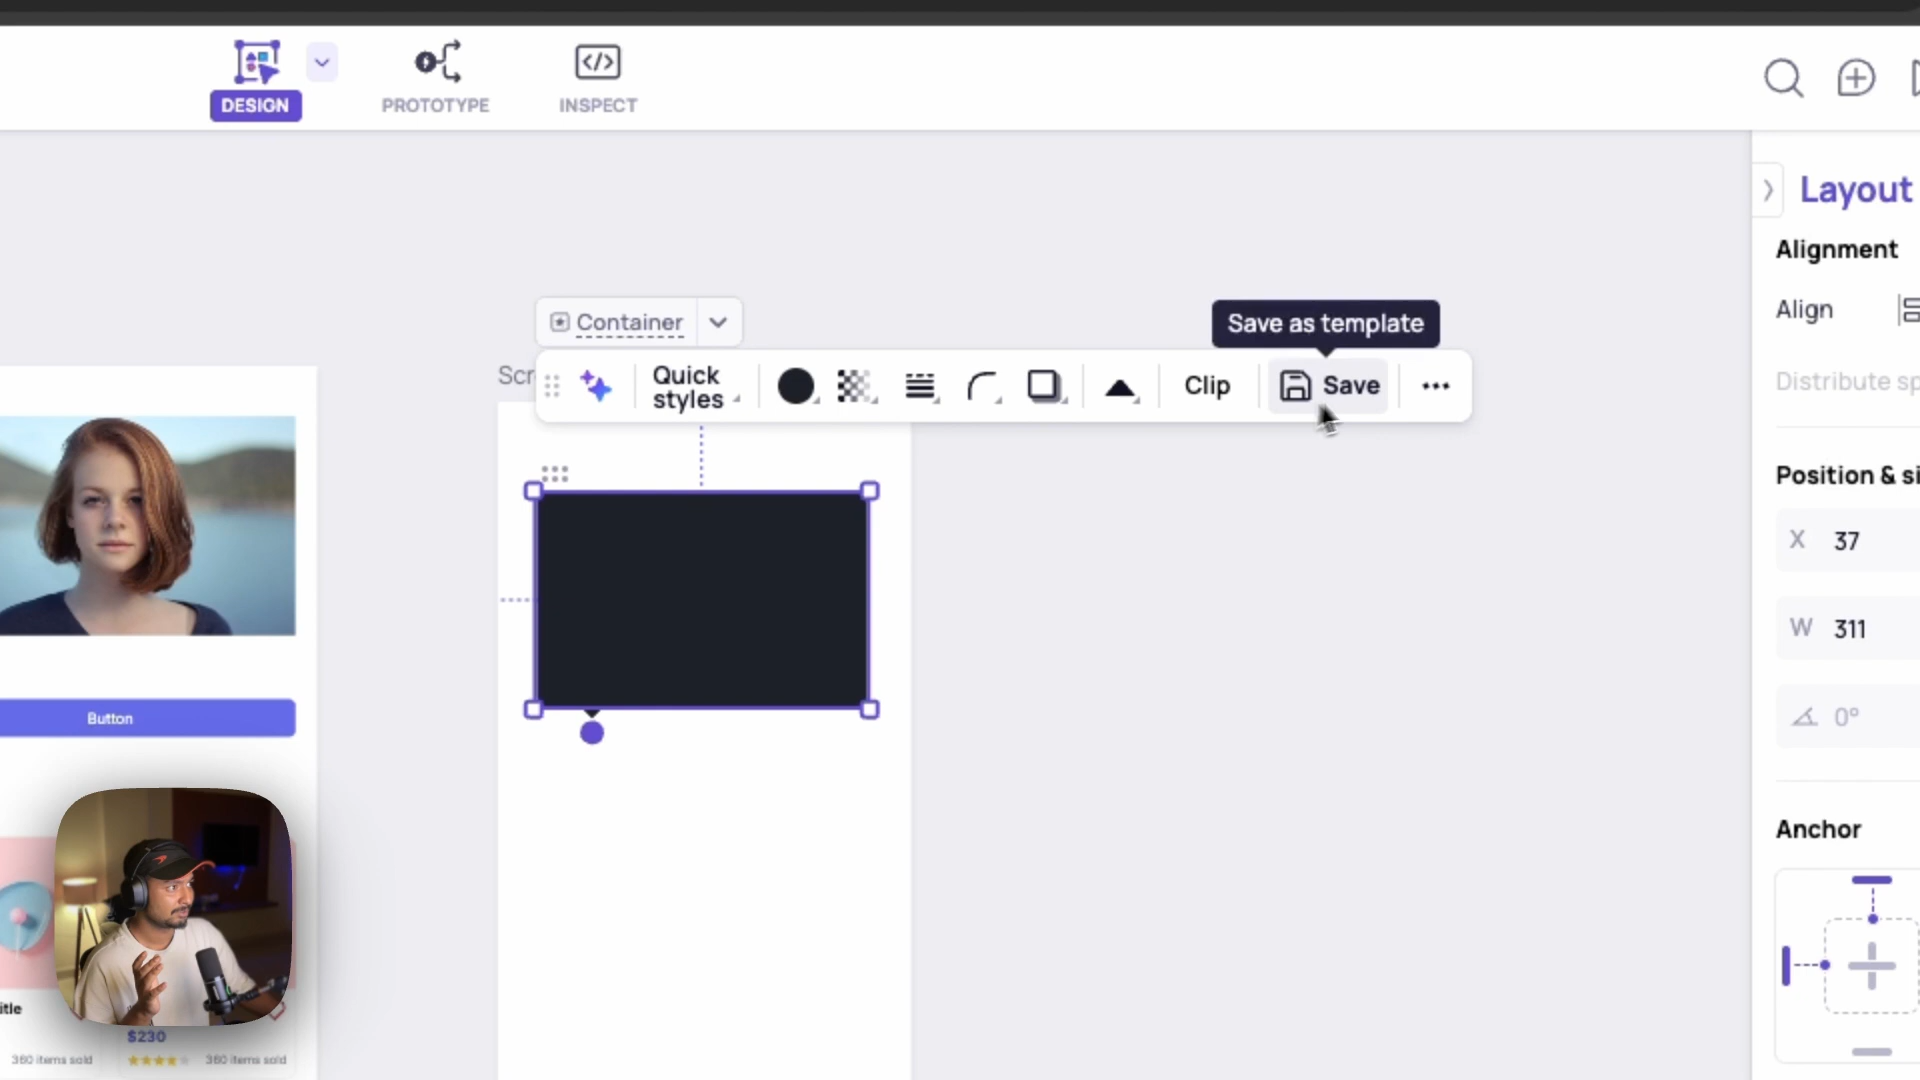 DESIGN
PROTOTYPE
INSPECT
Layout
Alignment
Align
Distribute sp
Container
Save as template
Scr
Quick
styles
Clip
Save
Position & si
X 37
W 311
0°
Button
Anchor
itle
$230
360 items sold
360 items sold